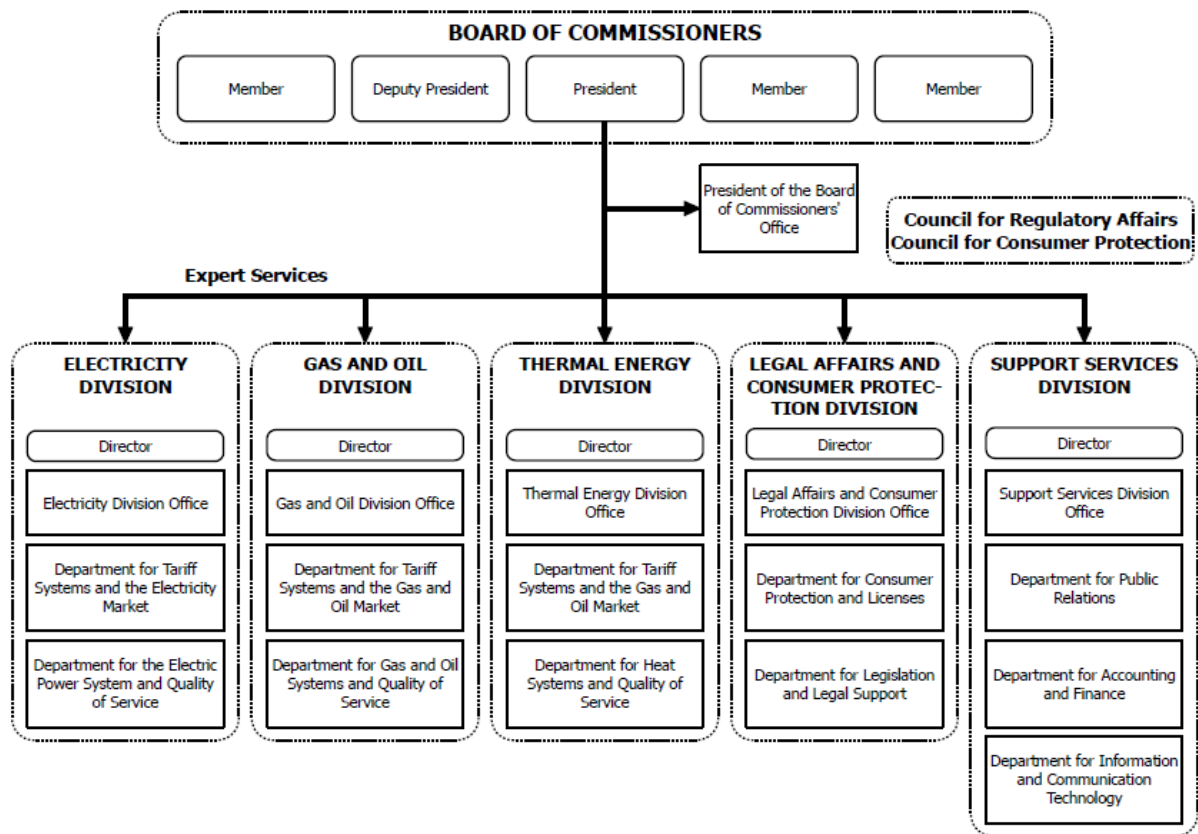 BOARD OF COMMISSIONERS
Member
Deputy President
President
Member
Member
President of the Board
of Commissioners'
Office
Council for Regulatory Affairs
Council for Consumer Protection
Expert Services
ELECTRICITY
DIVISION
Director
Electricity Division Office
Department for Tariff
Systems and the Electricity
Market
Department for the Electric
Power System and Quality
of Service
GAS AND OIL
DIVISION
Director
Gas and Oil Division Office
Department for Tariff
Systems and the Gas and
Oil Market
Department for Gas and Oil
Systems and Quality of
Service
THERMAL ENERGY
DIVISION
Director
Thermal Energy Division
Office
Department for Tariff
Systems and the Gas and
Oil Market
Department for Heat
Systems and Quality of
Service
LEGAL AFFAIRS AND
CONSUMER PROTEC-
TION DIVISION
Director
Legal Affairs and Consumer
Protection Division Office
Department for Consumer
Protection and Licenses
Department for Legislation
and Legal Support
SUPPORT SERVICES
DIVISION
Director
Support Services Division
Office
Department for Public
Relations
Department for Accounting
and Finance
Department for Information
and Communication
Technology